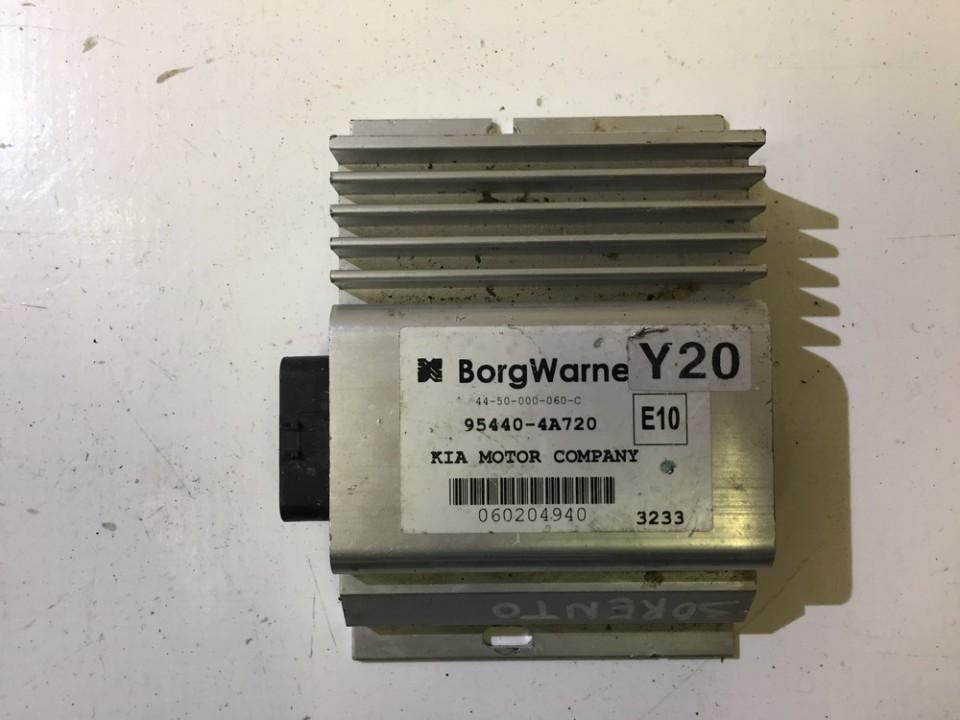 BorgWarne
Y20
44-50-000-060-C
95440-4A720
E10
KIA MOTOR COMPANY
060204940
3233
SORENTO